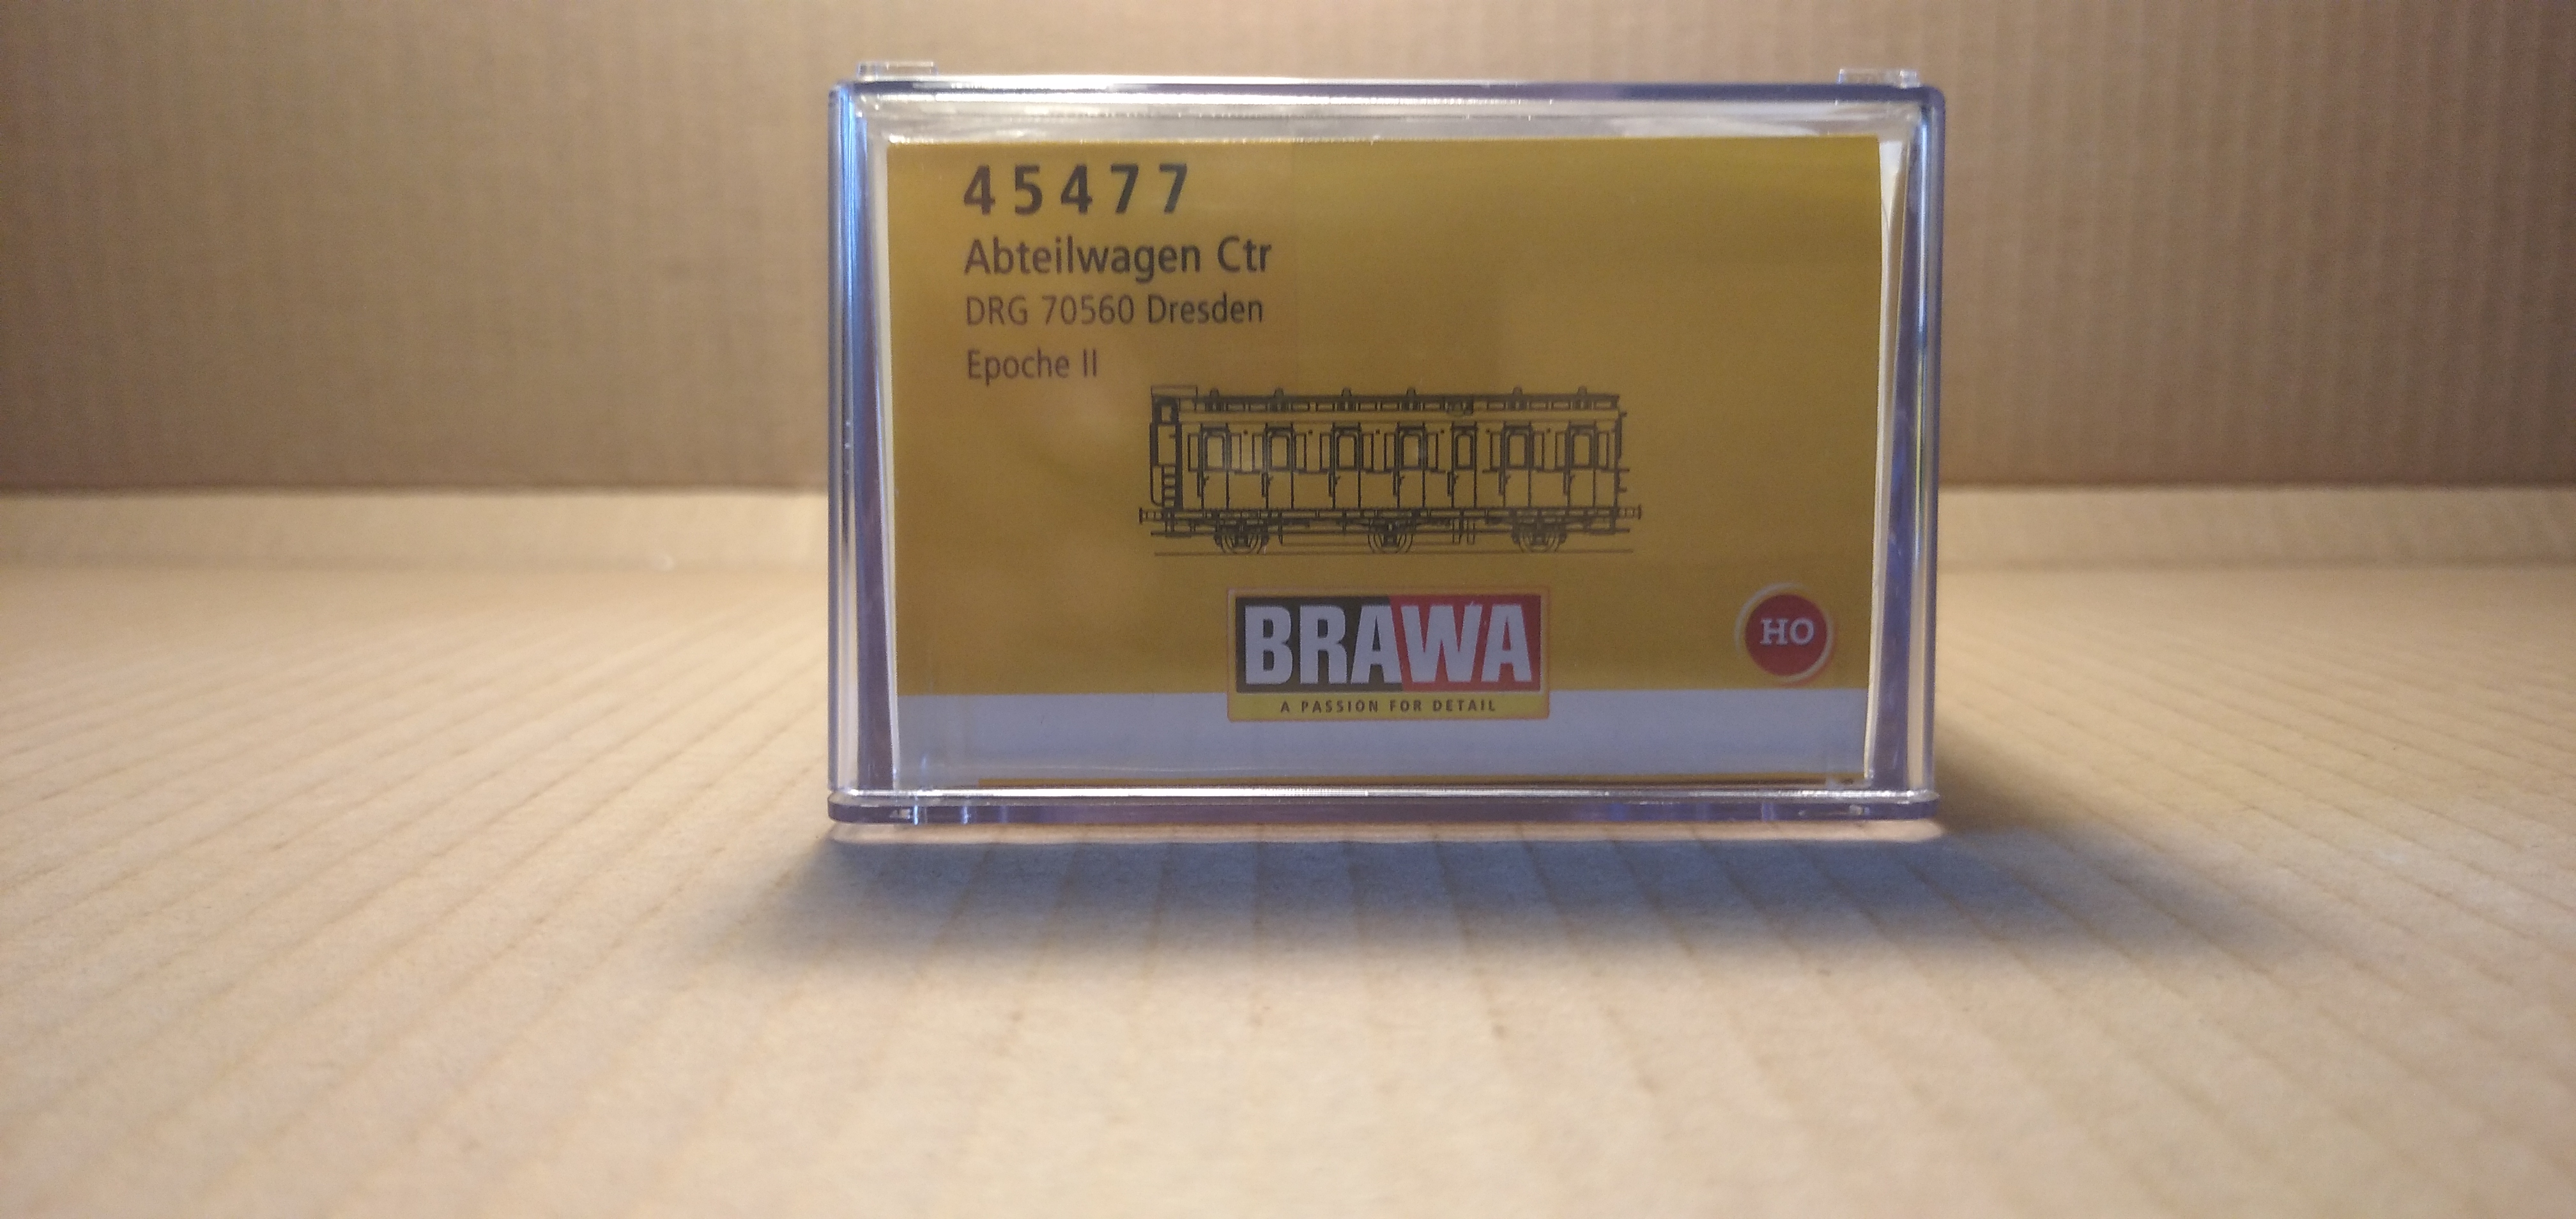 45477
Abteilwagen Ctr
DRG 70560 Dresden
Epoche II
BRAWA
A PASSION FOR DETAIL
HO